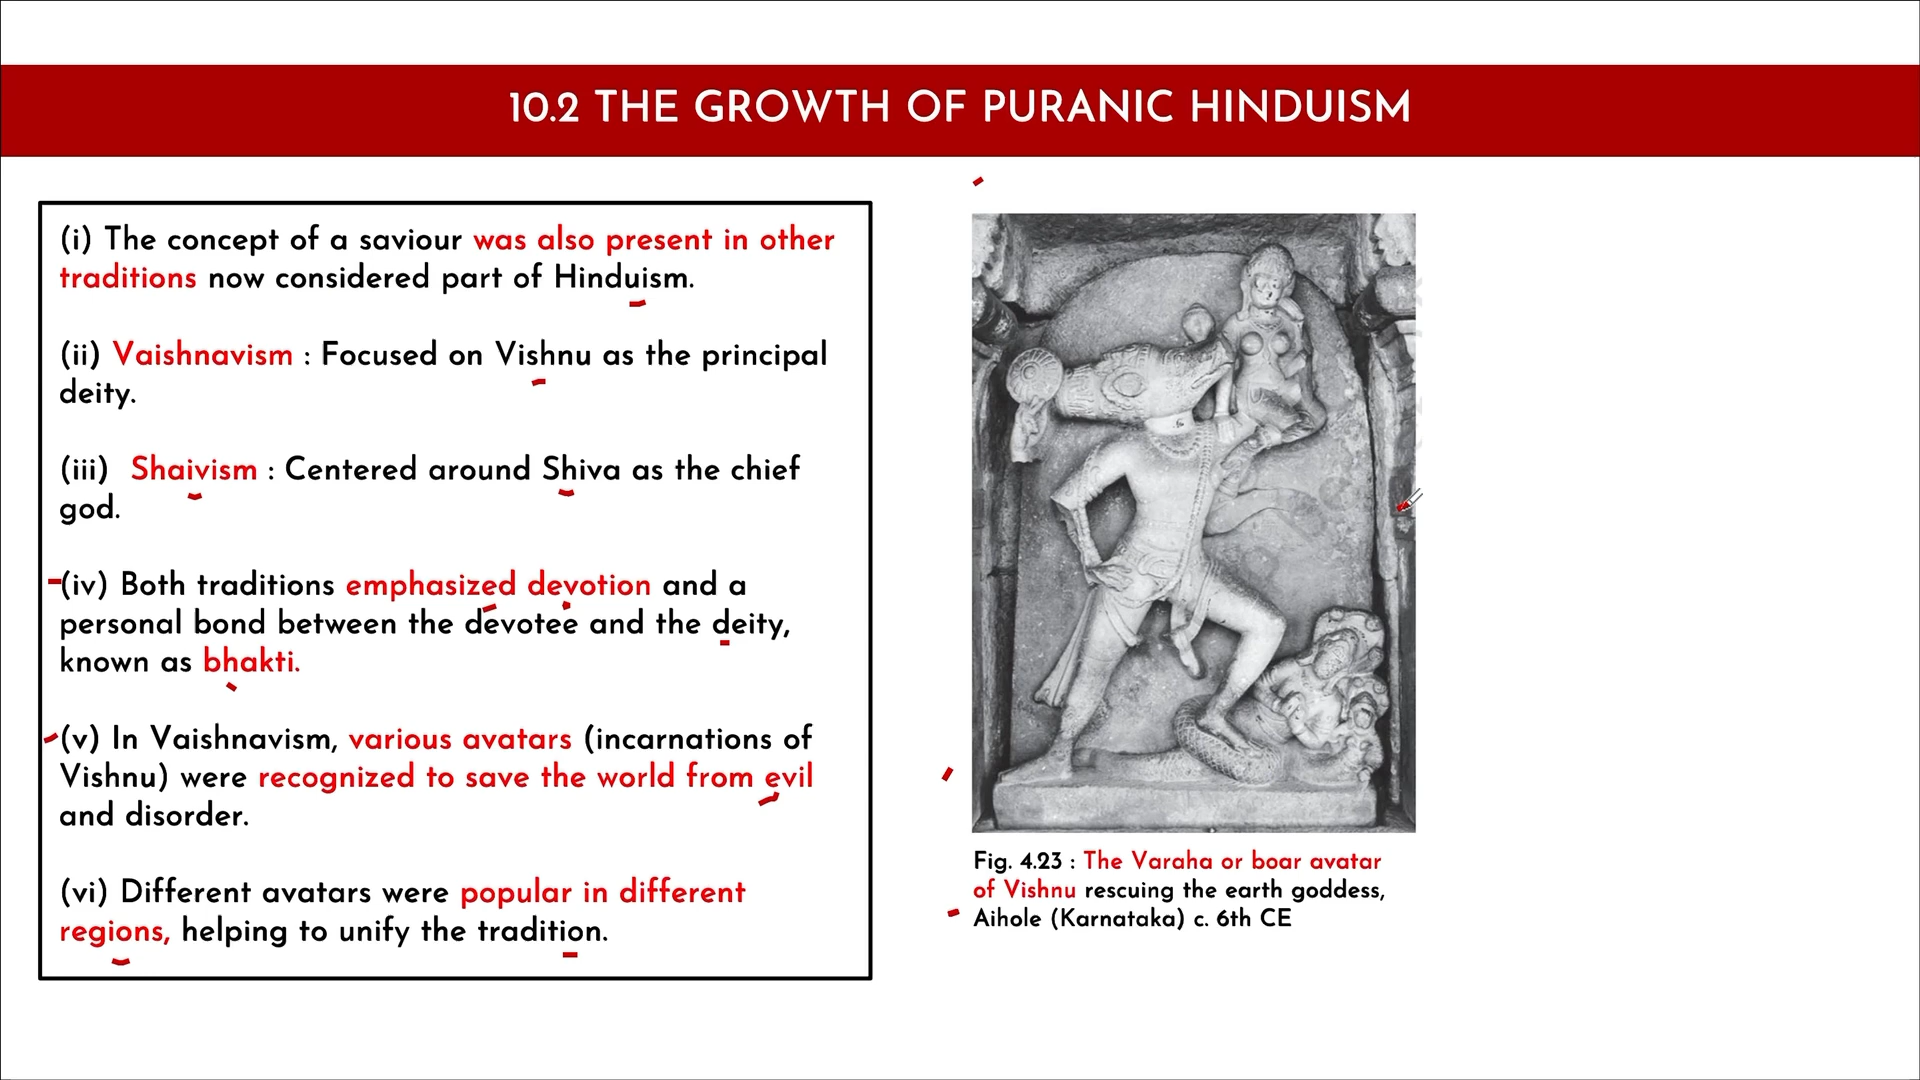 10.2 THE GROWTH OF PURANIC HINDUISM
(i) The concept of a saviour was also present in other
traditions now considered part of Hinduism.
(ii) Vaishnavism : Focused on Vishnu as the principal
deity.
(iii) Shaivism : Centered around Shiva as the chief
god.
(iv) Both traditions emphasized devotion and a
personal bond between the devotee and the deity,
known as bhakti.
(v) In Vaishnavism, various avatars (incarnations of
Vishnu) were recognized to save the world from evil
and disorder.
(vi) Different avatars were popular in different
regions, helping to unify the tradition.
Fig. 4.23 : The Varaha or boar avatar
of Vishnu rescuing the earth goddess,
Aihole (Karnataka) c. 6th CE